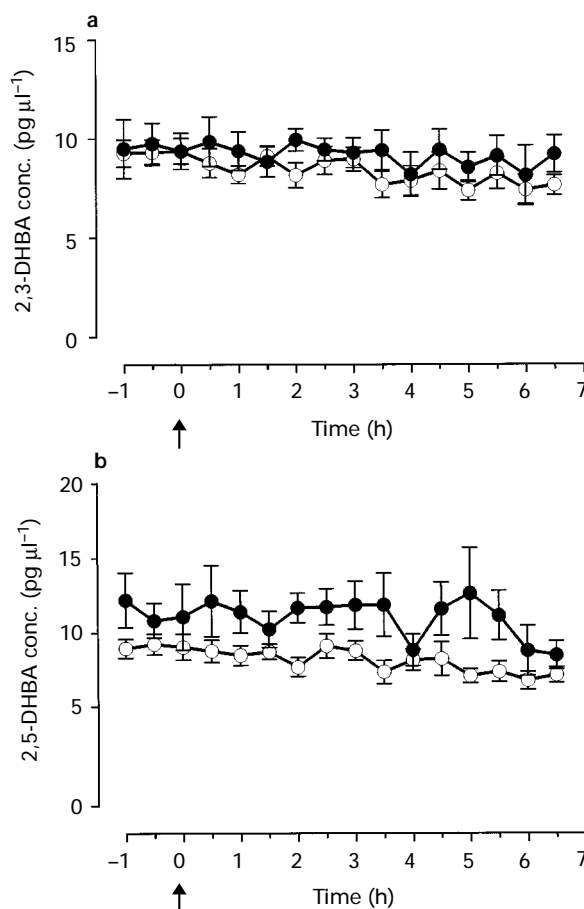 a
15
10
5
0
2,3-DHBA conc. (pg μl⁻¹)
–1 0 1 2 3 4 5 6 7
Time (h)
b
20
15
10
5
0
2,5-DHBA conc. (pg μl⁻¹)
–1 0 1 2 3 4 5 6 7
Time (h)